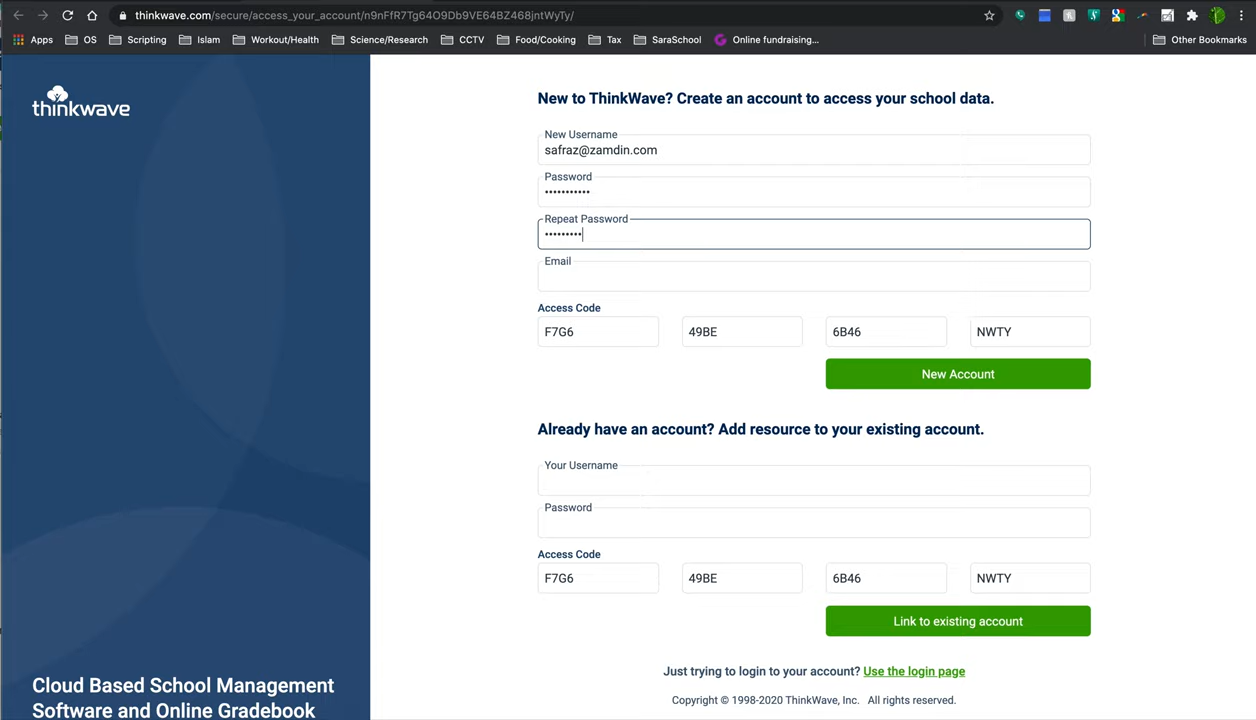 thinkwave.com/secure/access_your_account/n9nFfR7Tg64O9Db9VE64BZ468jntWyTy/
Apps OS Scripting Islam Workout/Health Science/Research CCTV Food/Cooking Tax SaraSchool Online fundraising... Other Bookmarks
thinkwave
New to ThinkWave? Create an account to access your school data.
New Username
safraz@zamdin.com
Password
•••••••••••
Repeat Password
•••••••••
Email
Access Code
F7G6 49BE 6B46 NWTY
New Account
Already have an account? Add resource to your existing account.
Your Username
Password
Access Code
F7G6 49BE 6B46 NWTY
Link to existing account
Just trying to login to your account? Use the login page
Copyright © 1998-2020 ThinkWave, Inc. All rights reserved.
Cloud Based School Management
Software and Online Gradebook